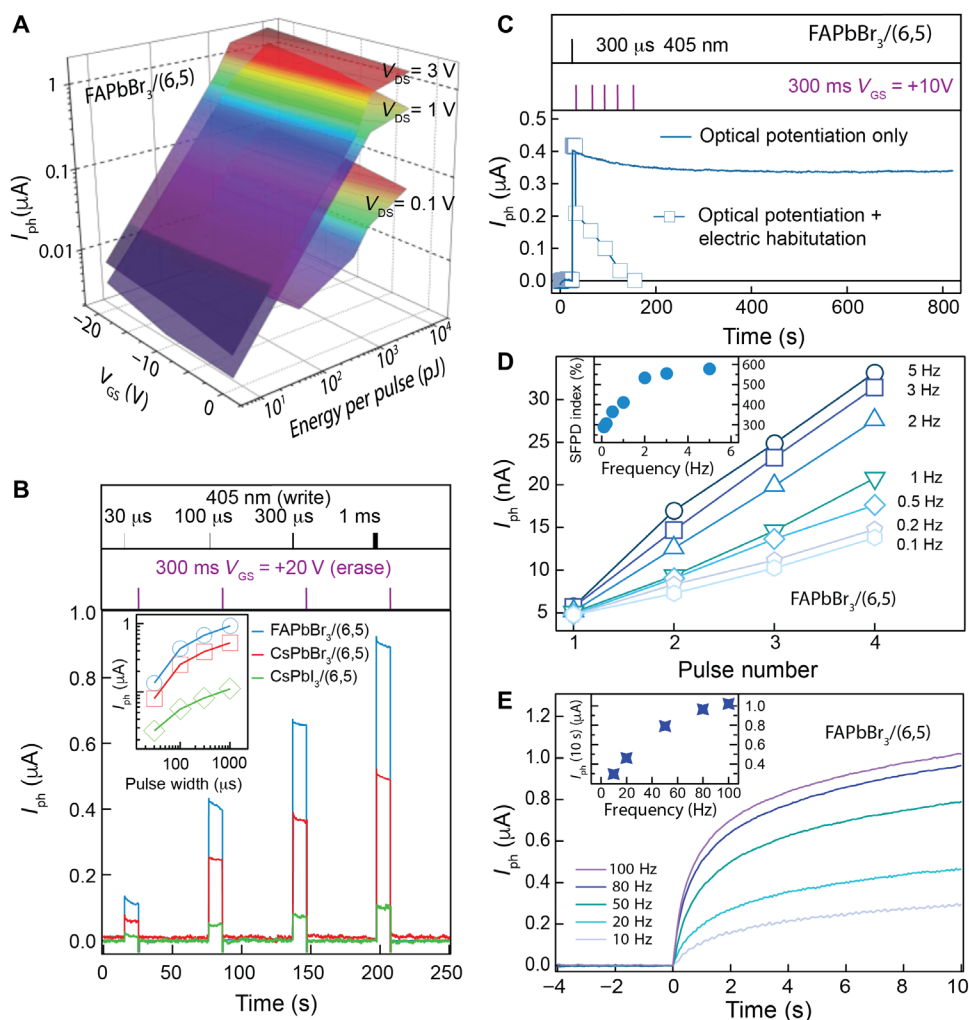 A
FAPbBr3/(6,5)
VDS = 3 V
VDS = 1 V
VDS = 0.1 V
1
0.1
0.01
Iph (μA)
−20
−10
0
VGS (V)
10¹
10²
10³
10⁴
Energy per pulse (pJ)
B
405 nm (write)
30 μs 100 μs 300 μs 1 ms
300 ms VGS = +20 V (erase)
1.0
0.8
0.6
0.4
0.2
0.0
Iph (μA)
1
Iph (μA)
100 1000
Pulse width (μs)
FAPbBr3/(6,5)
CsPbBr3/(6,5)
CsPbI3/(6,5)
0 50 100 150 200 250
Time (s)
C
300 μs 405 nm
FAPbBr3/(6,5)
300 ms VGS = +10V
0.5
0.4
0.2
0.0
Iph (μA)
Optical potentiation only
Optical potentiation +
electric habitutation
0 200 400 600 800
Time (s)
D
30
25
20
15
10
5
Iph (nA)
SFPD index (%)
600
500
400
300
0 2 4 6
Frequency (Hz)
5 Hz
3 Hz
2 Hz
1 Hz
0.5 Hz
0.2 Hz
0.1 Hz
FAPbBr3/(6,5)
1 2 3 4
Pulse number
E
1.2
1.0
0.8
0.6
0.4
0.2
0.0
Iph (μA)
Iph (10 s) (μA)
1.0
0.8
0.6
0.4
0 20 40 60 80 100
Frequency (Hz)
FAPbBr3/(6,5)
100 Hz
80 Hz
50 Hz
20 Hz
10 Hz
−4 −2 0 2 4 6 8 10
Time (s)